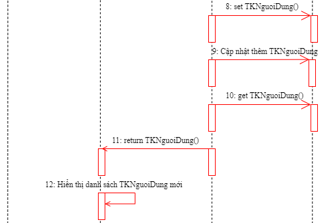 8: set TKNguoiDung()
9: Cập nhật thêm TKNguoiDung
10: get TKNguoiDung()
11: return TKNguoiDung()
12: Hiển thị danh sách TKNguoiDung mới